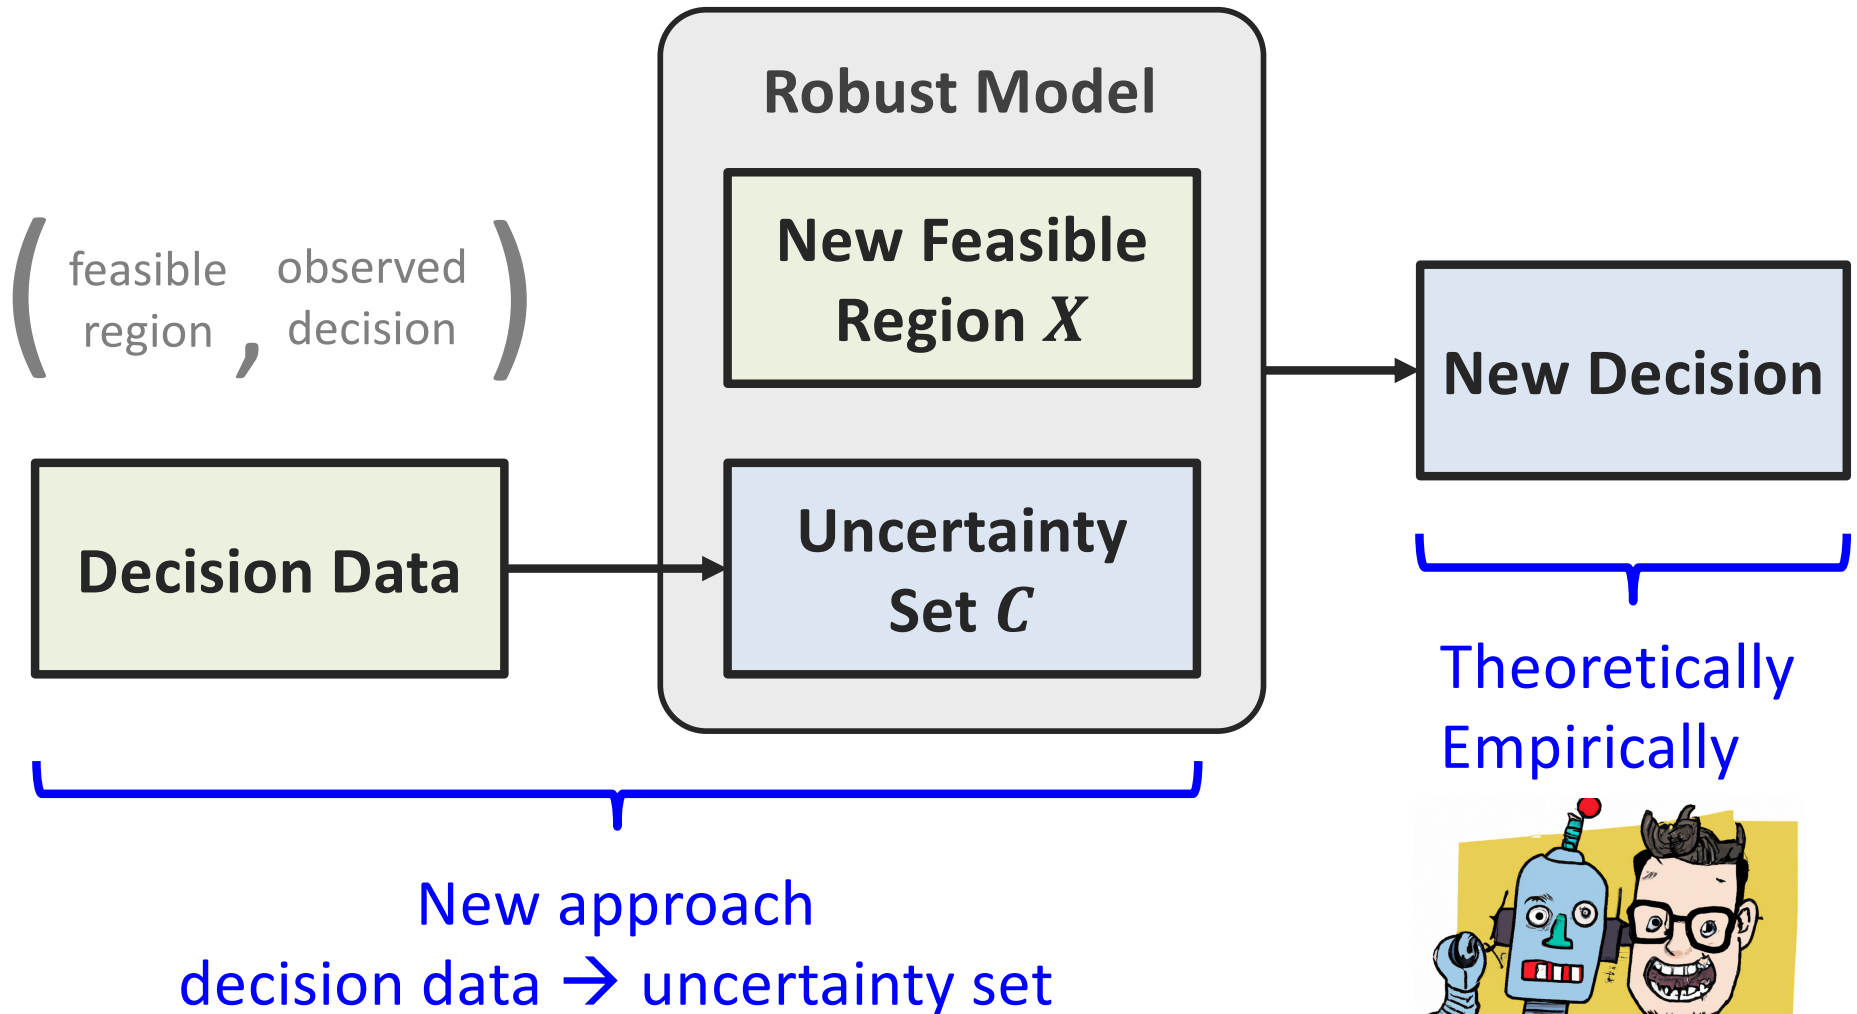 Robust Model
New Feasible
Region X
( feasible , observed )
region decision
New Decision
Decision Data
Uncertainty
Set C
Theoretically
Empirically
New approach
decision data → uncertainty set